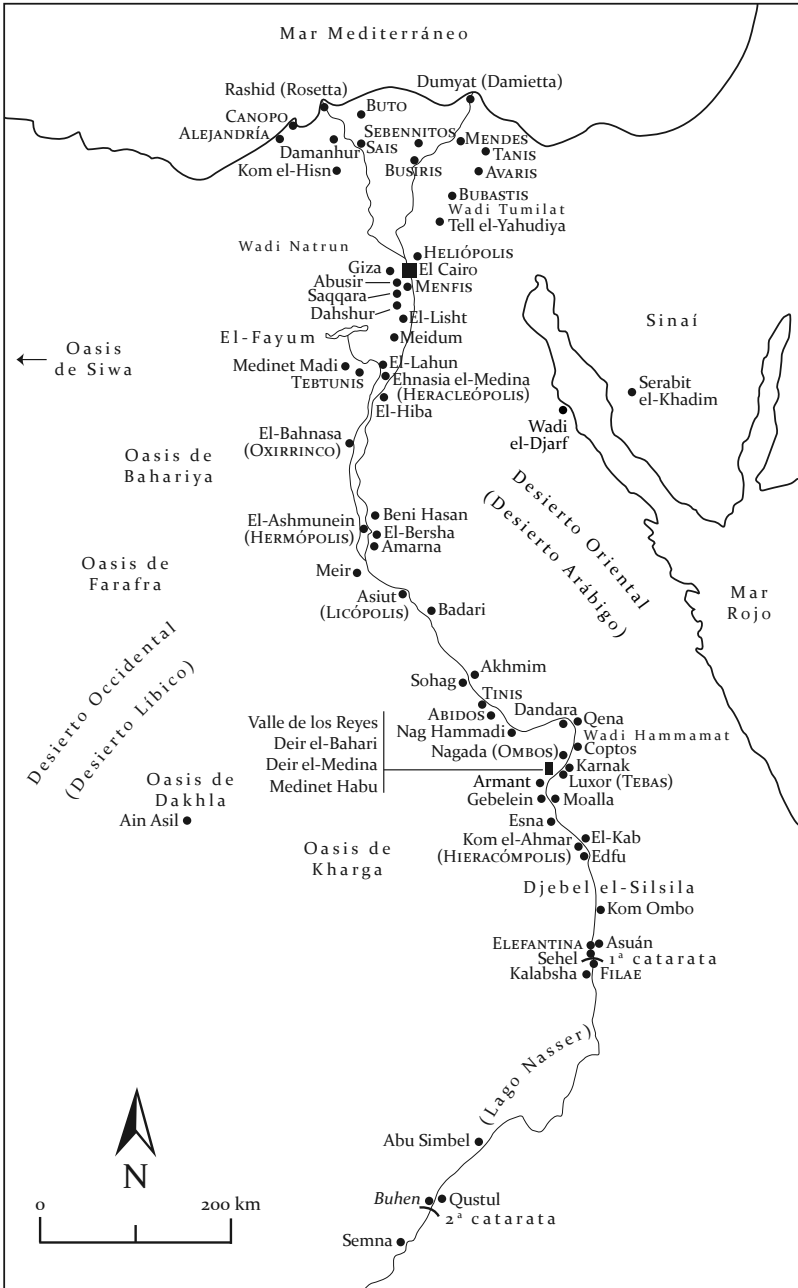 Mar Mediterráneo
Rashid (Rosetta)
Dumyat (Damietta)
BUTO
CANOPO
ALEJANDRÍA
SEBENNITOS
MENDES
Damanhur
SAIS
TANIS
Kom el-Hisn
BUSIRIS
AVARIS
BUBASTIS
Wadi Tumilat
Tell el-Yahudiya
Wadi Natrun
HELIÓPOLIS
Giza
El Cairo
Abusir
MENFIS
Saqqara
Dahshur
El-Lisht
Sinaí
El-Fayum
Meidum
Oasis
de Siwa
Medinet Madi
El-Lahun
TEBTUNIS
Ehnasia el-Medina
(HERACLEÓPOLIS)
Serabit
el-Khadim
El-Hiba
Wadi
el-Djarf
El-Bahnasa
(OXIRRINCO)
Oasis de
Bahariya
Desierto Oriental
(Desierto Arábigo)
El-Ashmunein
(HERMÓPOLIS)
Beni Hasan
El-Bersha
Amarna
Oasis de
Farafra
Meir
Mar
Rojo
Asiut
(LICÓPOLIS)
Badari
Desierto Occidental
(Desierto Líbico)
Akhmim
Sohag
TINIS
ABIDOS
Dandara
Qena
Valle de los Reyes
Deir el-Bahari
Deir el-Medina
Medinet Habu
Nag Hammadi
Wadi Hammamat
Nagada (OMBOS)
Coptos
Karnak
Luxor (TEBAS)
Oasis de
Dakhla
Armant
Gebelein
Moalla
Ain Asil
Esna
Oasis de
Kharga
Kom el-Ahmar
(HIERACÓMPOLIS)
El-Kab
Edfu
Djebel el-Silsila
Kom Ombo
ELEFANTINA
Asuán
Sehel
1ª catarata
Kalabsha
FILAE
(Lago Nasser)
Abu Simbel
N
Buhen
Qustul
0
200 km
2ª catarata
Semna